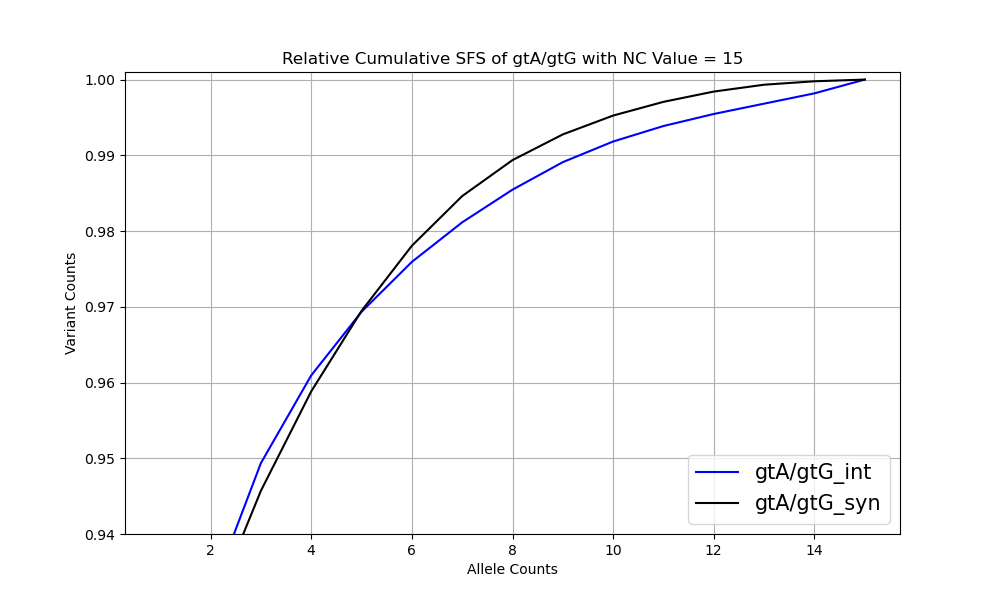 Relative Cumulative SFS of gtA/gtG with NC Value = 15
Variant Counts
1.00
0.99
0.98
0.97
0.96
0.95
0.94
gtA/gtG_int
gtA/gtG_syn
2 4 6 8 10 12 14
Allele Counts